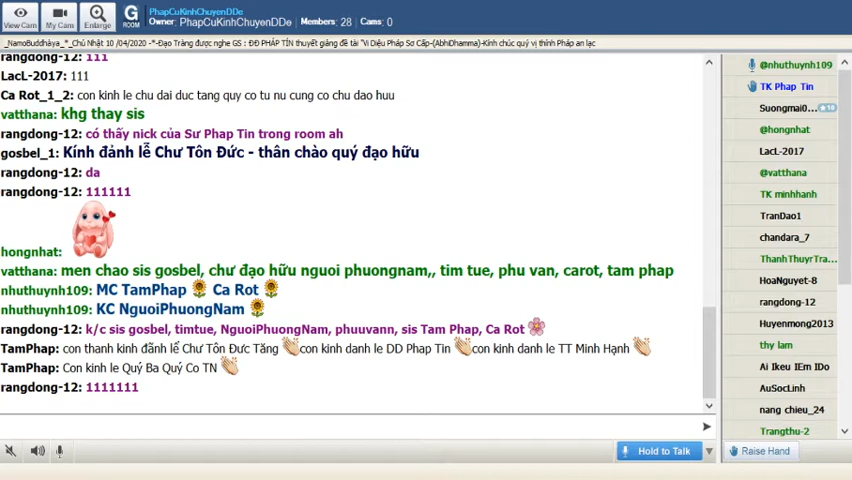 View Cam
My Cam
Enlarge
G
ROOM
PhapCuKinhChuyenDDe
Owner: PhapCuKinhChuyenDDe / Members: 28 | Cams: 0
_NamoBuddhàya_*_Chủ Nhật 10 /04/2020 -*-Đạo Tràng được nghe GS : ĐĐ PHÁP TÍN thuyết giảng đề tài "Vi Diệu Pháp Sơ Cấp-(AbhiDhamma)-Kính chúc quý vị thính Pháp an lạc
rangdong-12: 111
LacL-2017: 111
Ca Rot_1_2: con kinh le chu dai duc tang quy co tu nu cung co chu dao huu
vatthana: khg thay sis
rangdong-12: có thấy nick của Sư Phap Tin trong room ah
gosbel_1: Kính đảnh lễ Chư Tôn Đức - thân chào quý đạo hữu
rangdong-12: da
rangdong-12: 111111
hongnhat:
vatthana: men chao sis gosbel, chư đạo hữu nguoi phuongnam,, tim tue, phu van, carot, tam phap
nhuthuynh109: MC TamPhap Ca Rot
nhuthuynh109: KC NguoiPhuongNam
rangdong-12: k/c sis gosbel, timtue, NguoiPhuongNam, phuuvann, sis Tam Phap, Ca Rot
TamPhap: con thanh kinh đãnh lể Chư Tôn Đưc Tăng con kinh danh le DD Phap Tin con kinh danh le TT Minh Hạnh
TamPhap: Con kinh le Quý Ba Quý Co TN
rangdong-12: 1111111
Hold to Talk
@nhuthuynh109
TK Phap Tin
Suongmai0...
@hongnhat
LacL-2017
@vatthana
TK minhhanh
TranDao1
chandara_7
ThanhThuyrTra...
HoaNguyet-8
rangdong-12
Huyenmong2013
thy lam
Ai Ikeu IEm IDo
AuSocLinh
nang chieu_24
Trangthu-2
Raise Hand